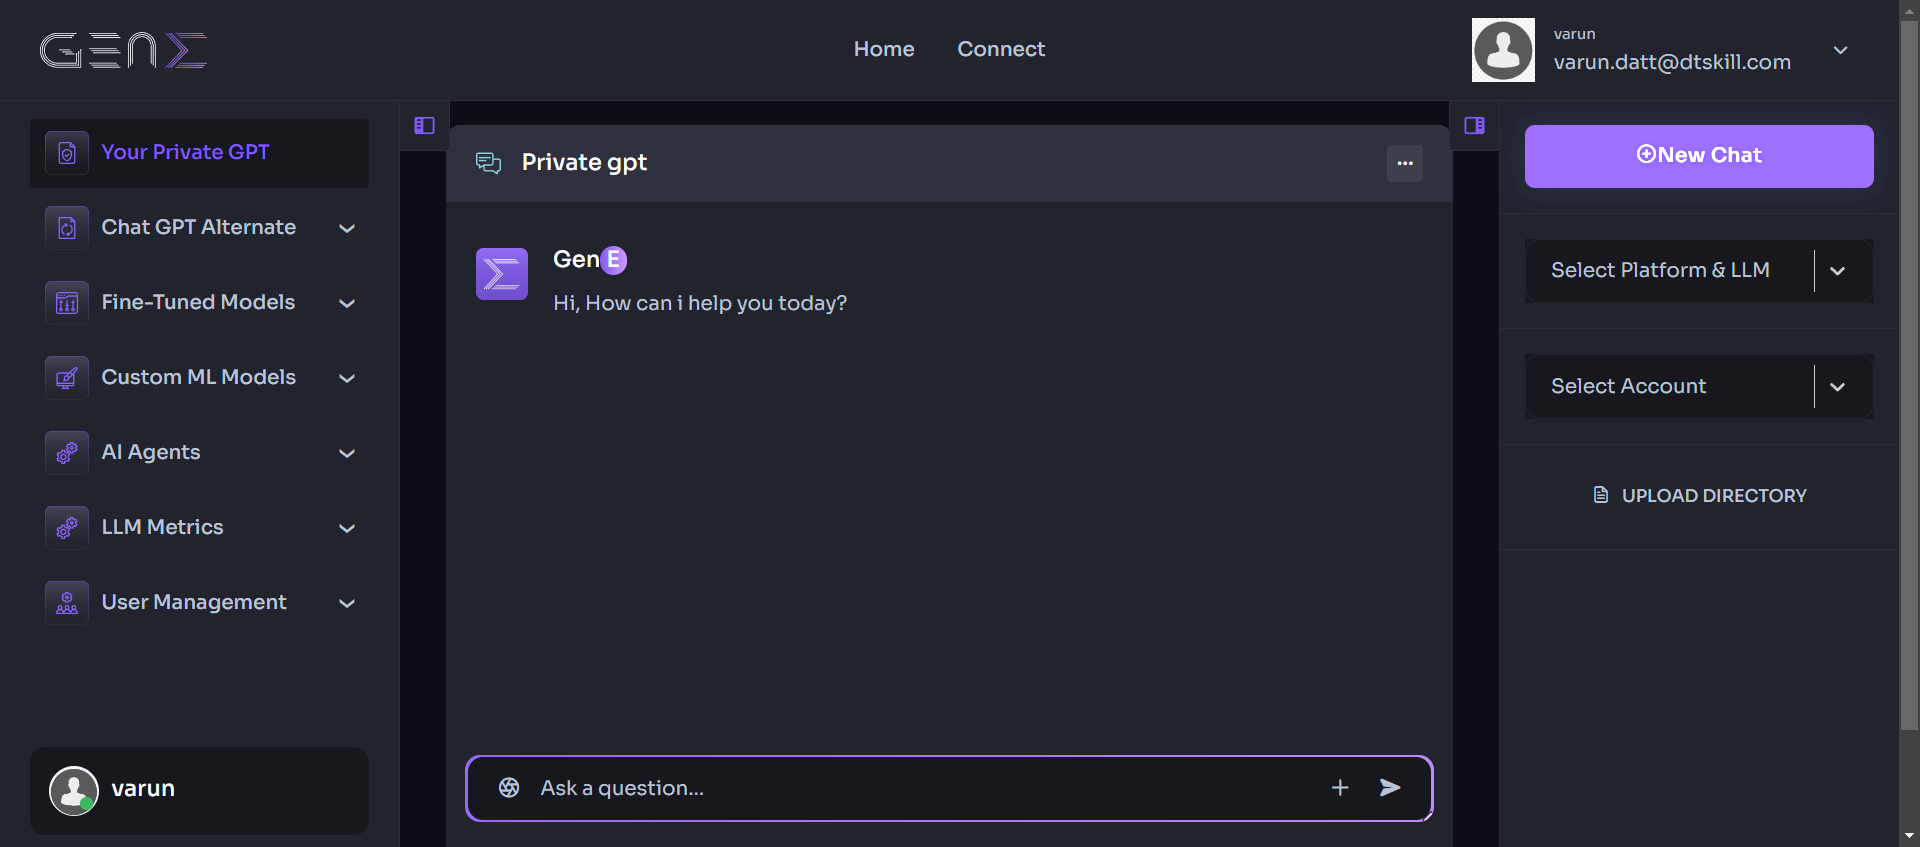 GENΣ
Home
Connect
varun
varun.datt@dtskill.com
Your Private GPT
Chat GPT Alternate
Fine-Tuned Models
Custom ML Models
AI Agents
LLM Metrics
User Management
varun
Private gpt
GenE
Hi, How can i help you today?
Ask a question...
New Chat
Select Platform & LLM
Select Account
UPLOAD DIRECTORY